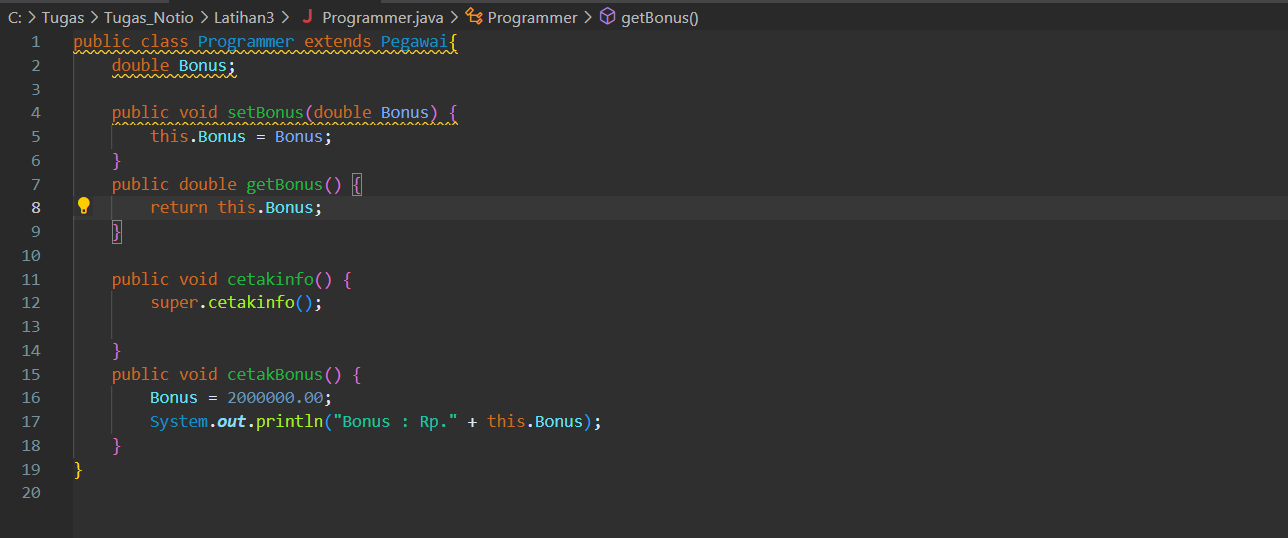 C: > Tugas > Tugas_Notio > Latihan3 > J Programmer.java > Programmer > getBonus()
1 public class Programmer extends Pegawai{
2     double Bonus;
3
4     public void setBonus(double Bonus) {
5         this.Bonus = Bonus;
6     }
7     public double getBonus() {
8         return this.Bonus;
9     }
10
11     public void cetakinfo() {
12         super.cetakinfo();
13
14     }
15     public void cetakBonus() {
16         Bonus = 2000000.00;
17         System.out.println("Bonus : Rp." + this.Bonus);
18     }
19 }
20